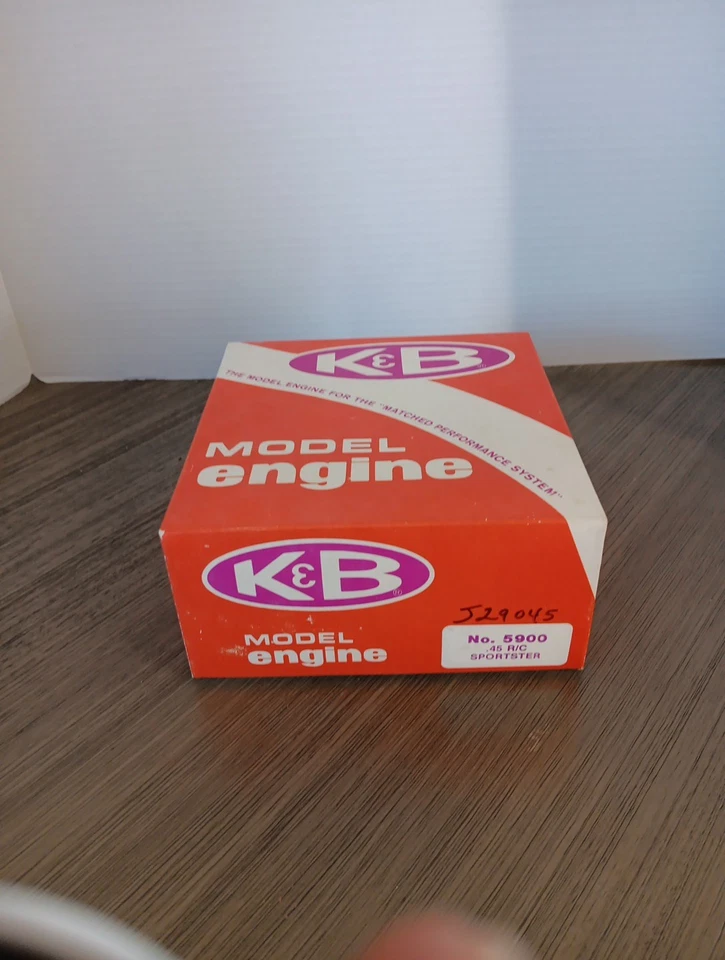 K&B®
THE MODEL ENGINE FOR THE "MATCHED PERFORMANCE SYSTEM"
MODEL
engine
K&B®
J29045
MODEL
engine
No. 5900
.45 R/C
SPORTSTER